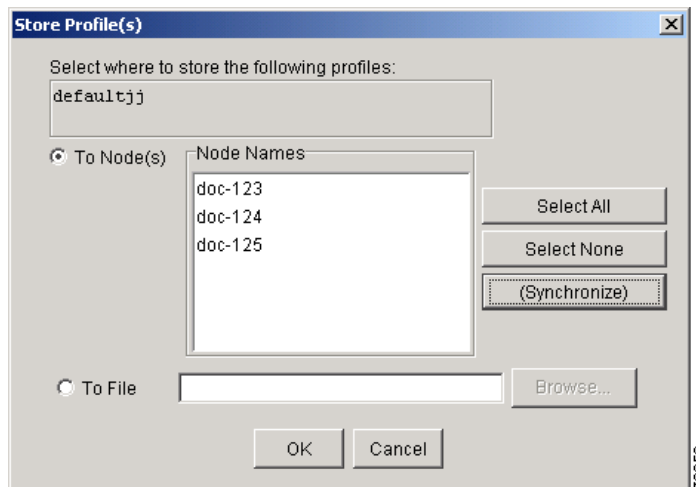 Store Profile(s)
Select where to store the following profiles:
defaultjj
To Node(s)
Node Names
doc-123
doc-124
doc-125
Select All
Select None
(Synchronize)
To File
Browse...
OK
Cancel